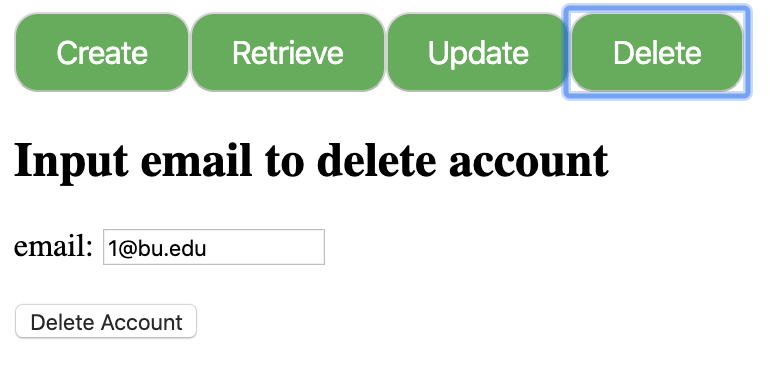 Create Retrieve Update Delete
Input email to delete account
email: 1@bu.edu
Delete Account